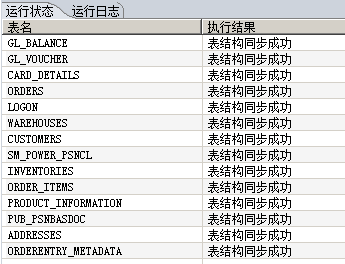 运行状态 运行日志
表名 执行结果
GL_BALANCE 表结构同步成功
GL_VOUCHER 表结构同步成功
CARD_DETAILS 表结构同步成功
ORDERS 表结构同步成功
LOGON 表结构同步成功
WAREHOUSES 表结构同步成功
CUSTOMERS 表结构同步成功
SM_POWER_PSNCL 表结构同步成功
INVENTORIES 表结构同步成功
ORDER_ITEMS 表结构同步成功
PRODUCT_INFORMATION 表结构同步成功
PUB_PSNBASDOC 表结构同步成功
ADDRESSES 表结构同步成功
ORDERENTRY_METADATA 表结构同步成功